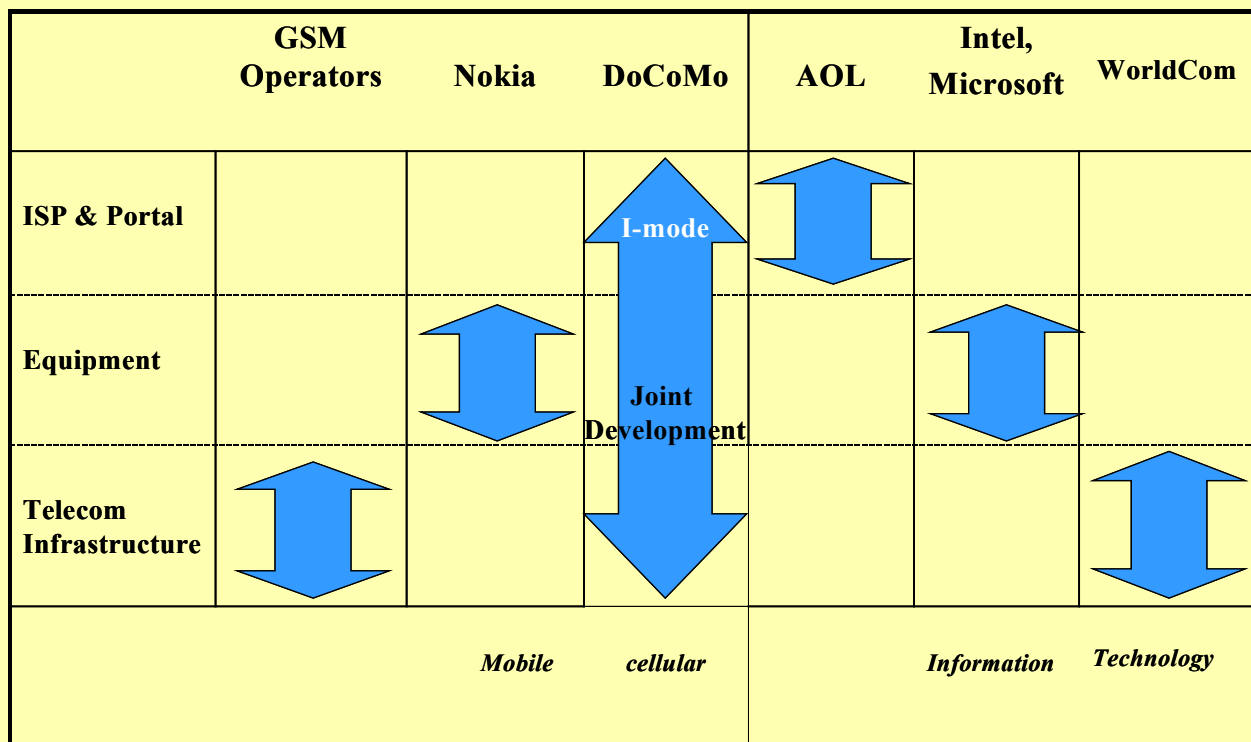 GSM
Operators
Nokia
DoCoMo
AOL
Intel,
Microsoft
WorldCom
ISP & Portal
I-mode
Equipment
Joint
Development
Telecom
Infrastructure
Mobile cellular
Information Technology